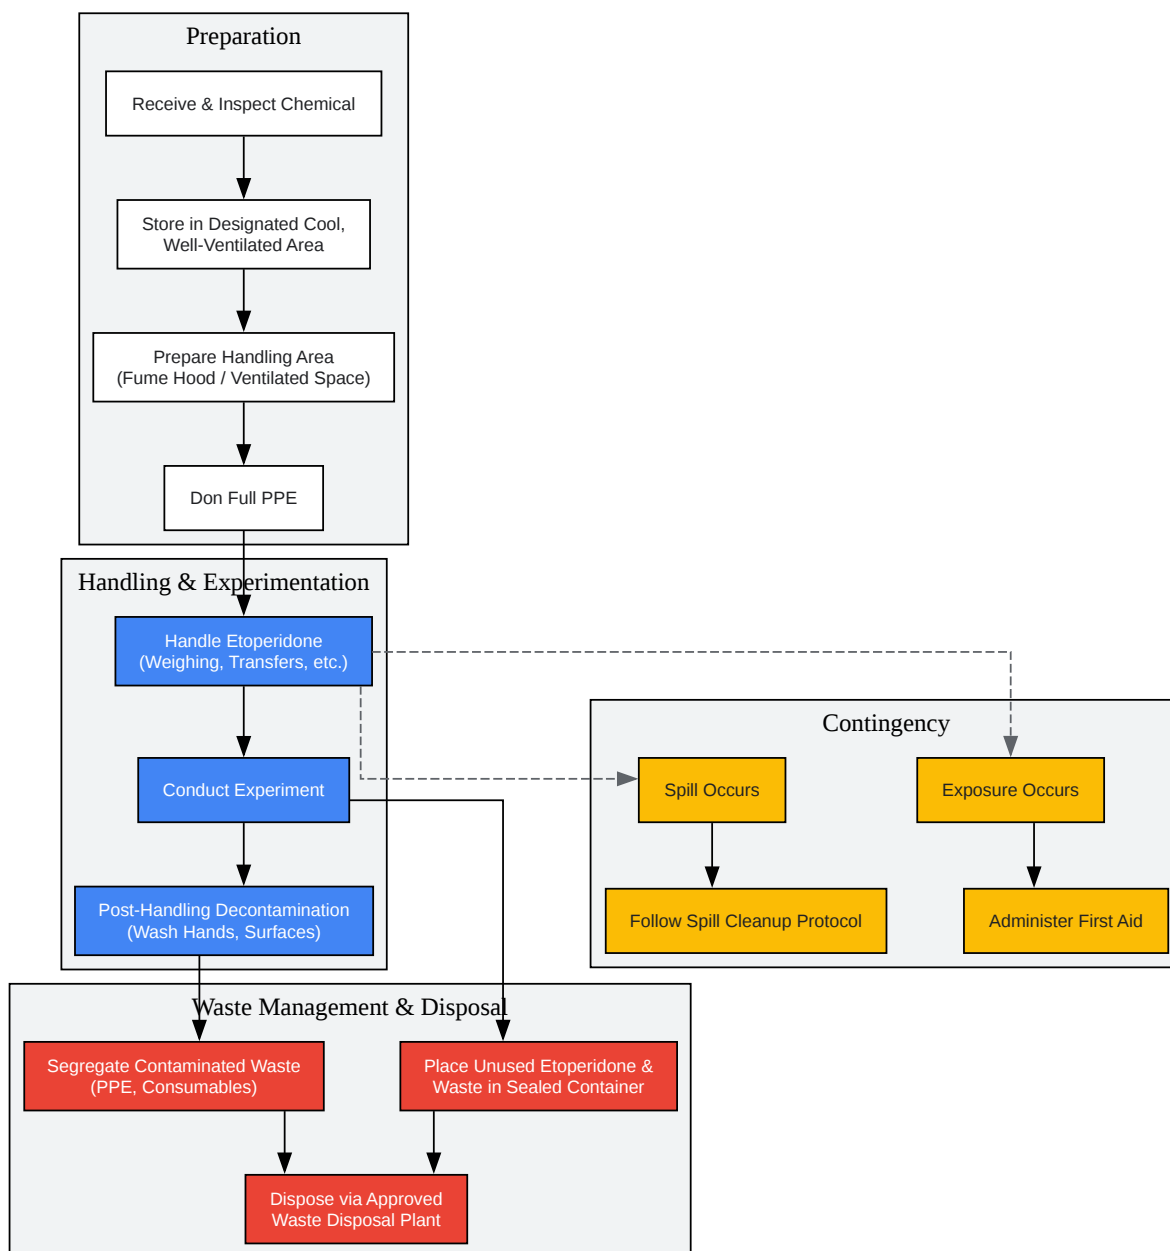 Preparation
Receive & Inspect Chemical
Store in Designated Cool,
Well-Ventilated Area
Prepare Handling Area
(Fume Hood / Ventilated Space)
Don Full PPE
Handling & Experimentation
Handle Etoperidone
(Weighing, Transfers, etc.)
Conduct Experiment
Post-Handling Decontamination
(Wash Hands, Surfaces)
Contingency
Spill Occurs
Exposure Occurs
Follow Spill Cleanup Protocol
Administer First Aid
Waste Management & Disposal
Segregate Contaminated Waste
(PPE, Consumables)
Place Unused Etoperidone &
Waste in Sealed Container
Dispose via Approved
Waste Disposal Plant